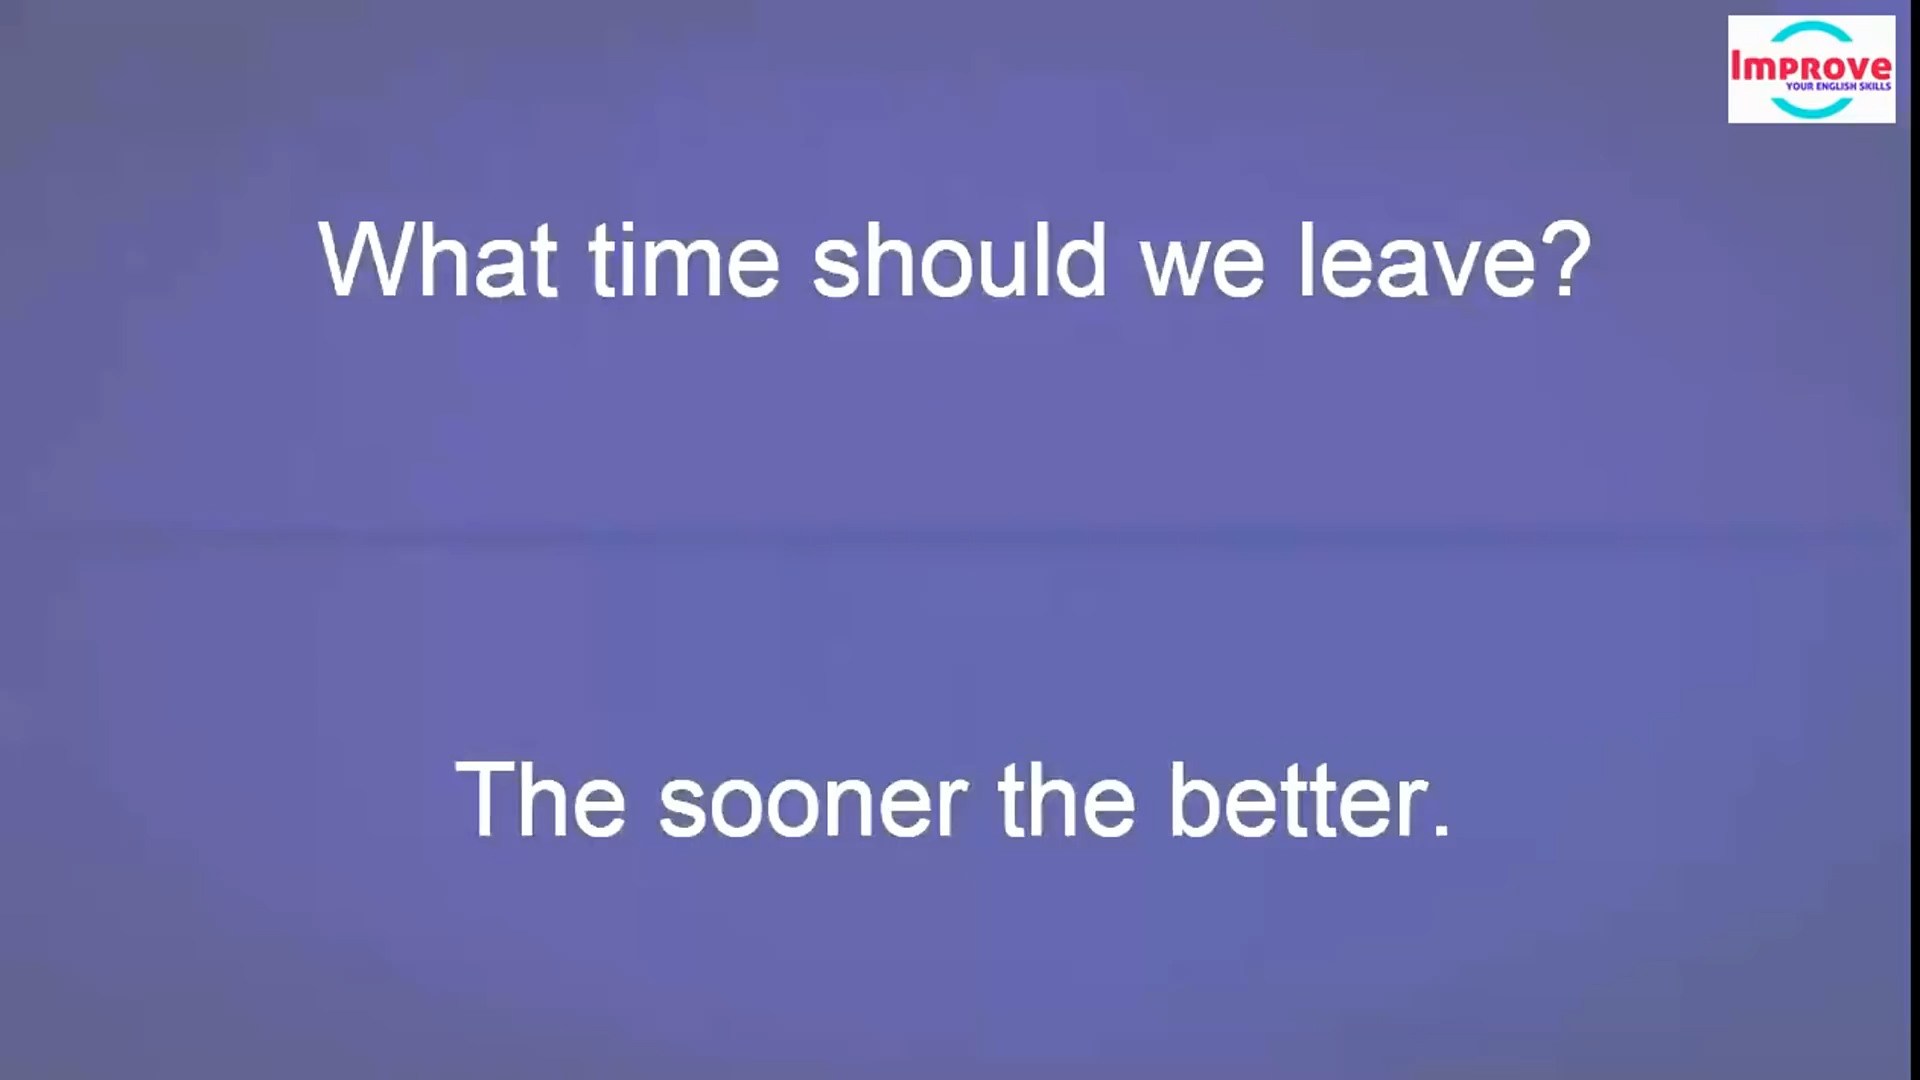 Improve
YOUR ENGLISH SKILLS
What time should we leave?
The sooner the better.